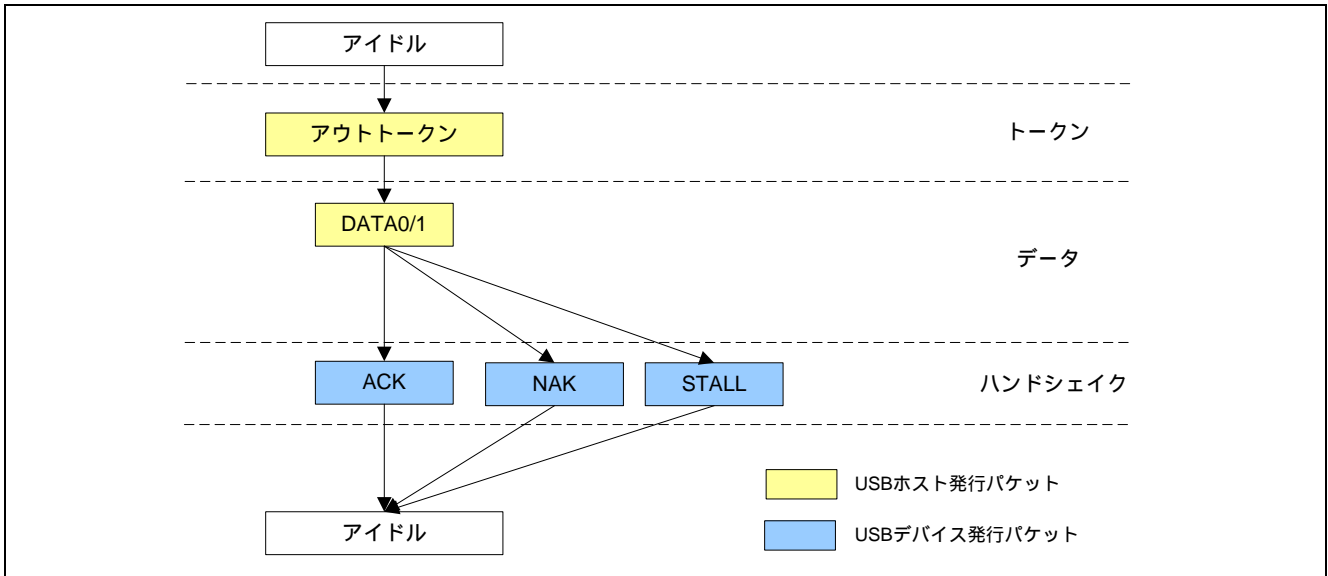 アイドル
アウトトークン
トークン
DATA0/1
データ
ACK
NAK
STALL
ハンドシェイク
USBホスト発行パケット
アイドル
USBデバイス発行パケット